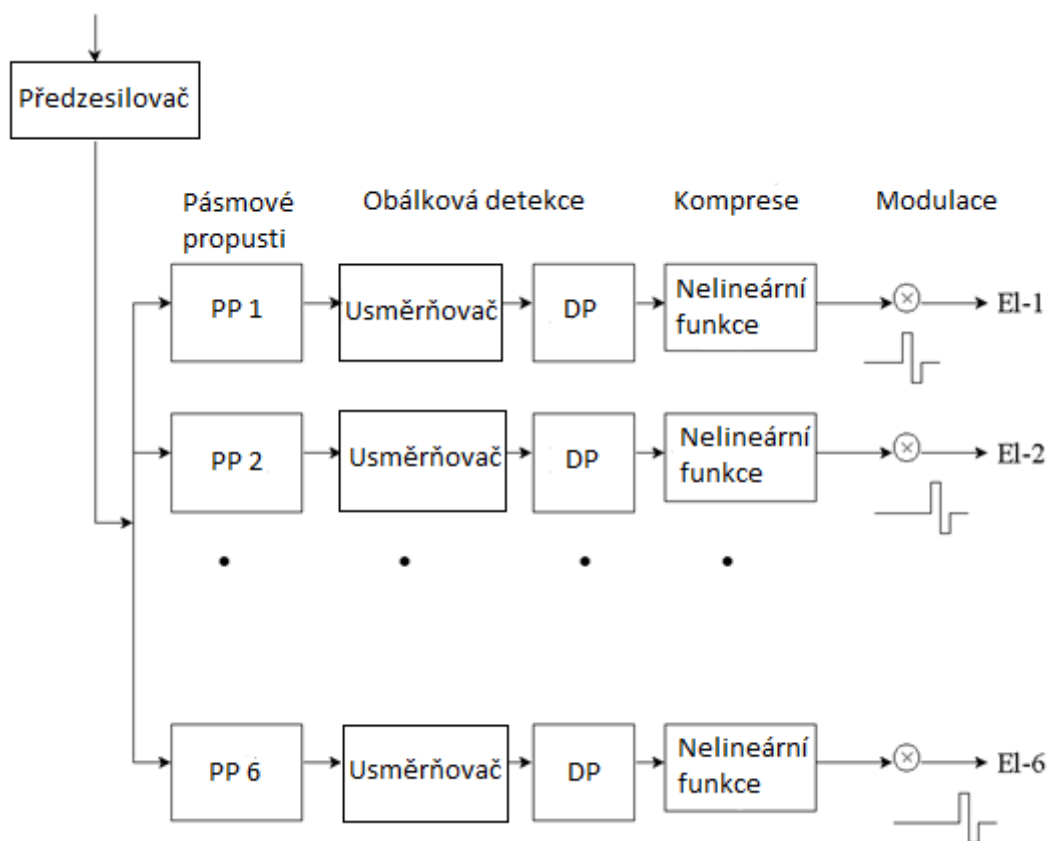 Předzesilovač
Pásmové
propusti
Obálková detekce
Komprese
Modulace
PP 1
Usměrňovač
DP
Nelineární
funkce
El-1
PP 2
Usměrňovač
DP
Nelineární
funkce
El-2
PP 6
Usměrňovač
DP
Nelineární
funkce
El-6